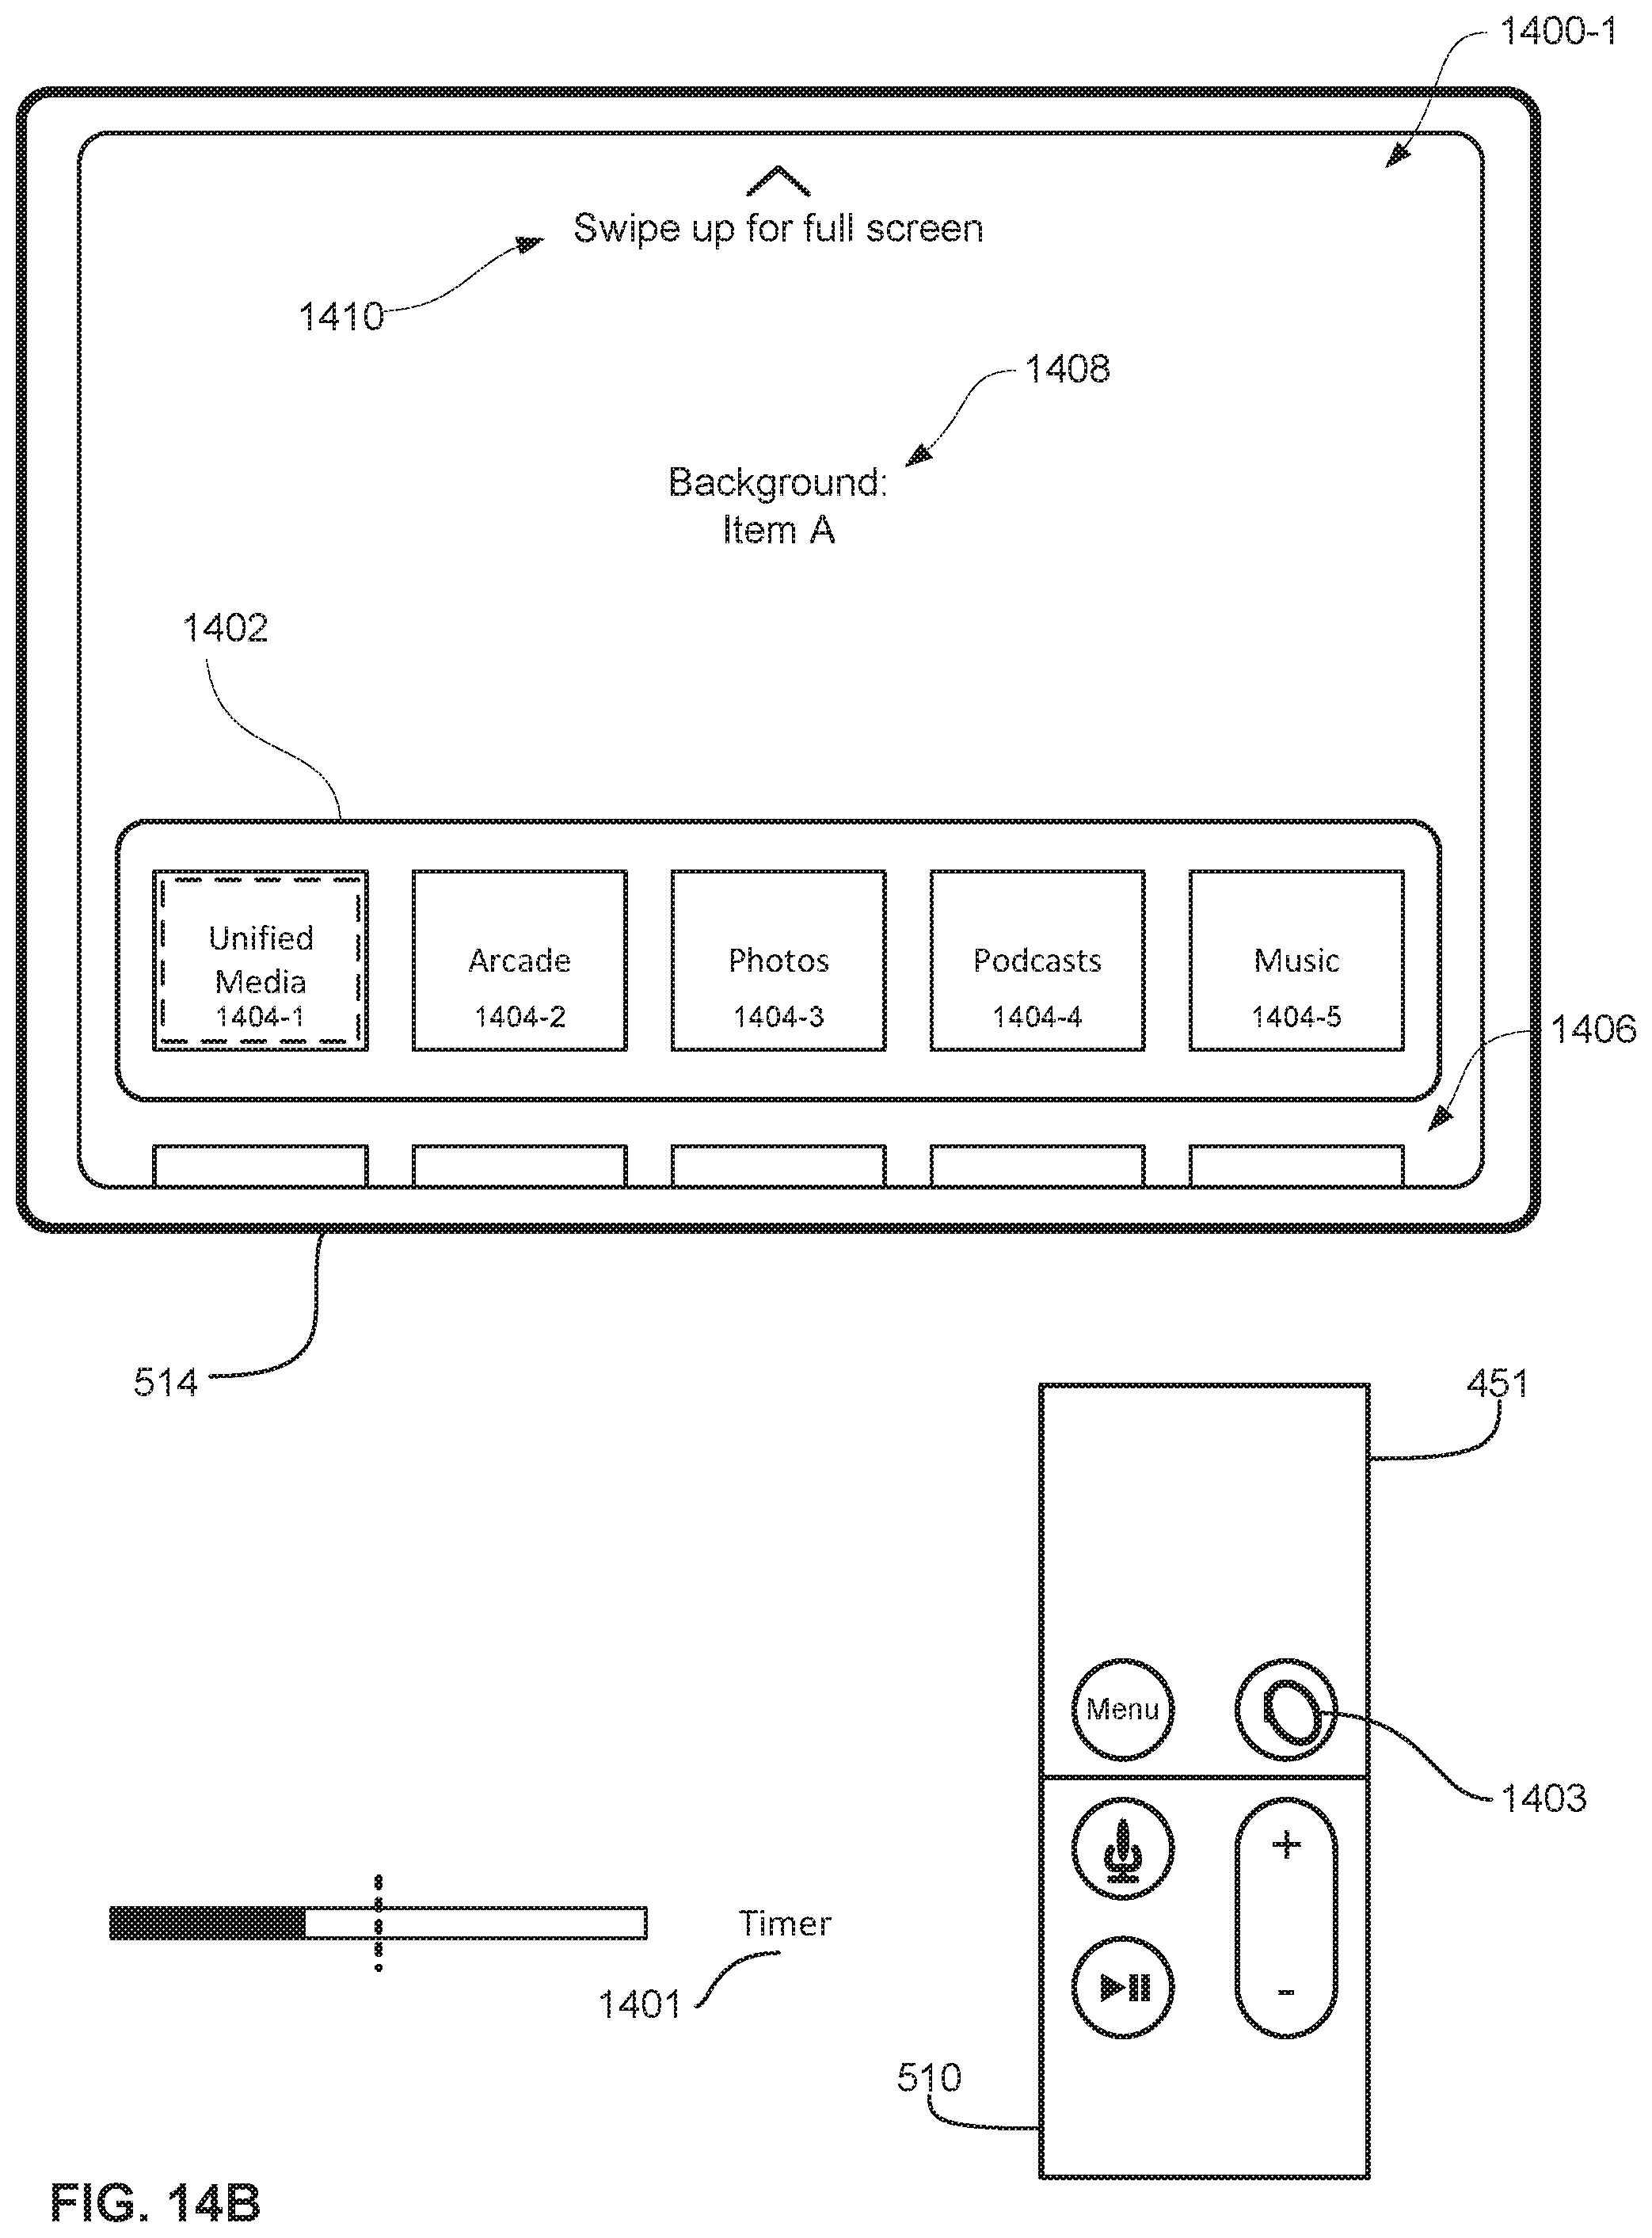 1400-1
Swipe up for full screen
1410
1408
Background:
Item A
1402
Unified
Media
1404-1
Arcade
1404-2
Photos
1404-3
Podcasts
1404-4
Music
1404-5
1406
514
451
Menu
1403
+
-
Timer
1401
510
FIG. 14B